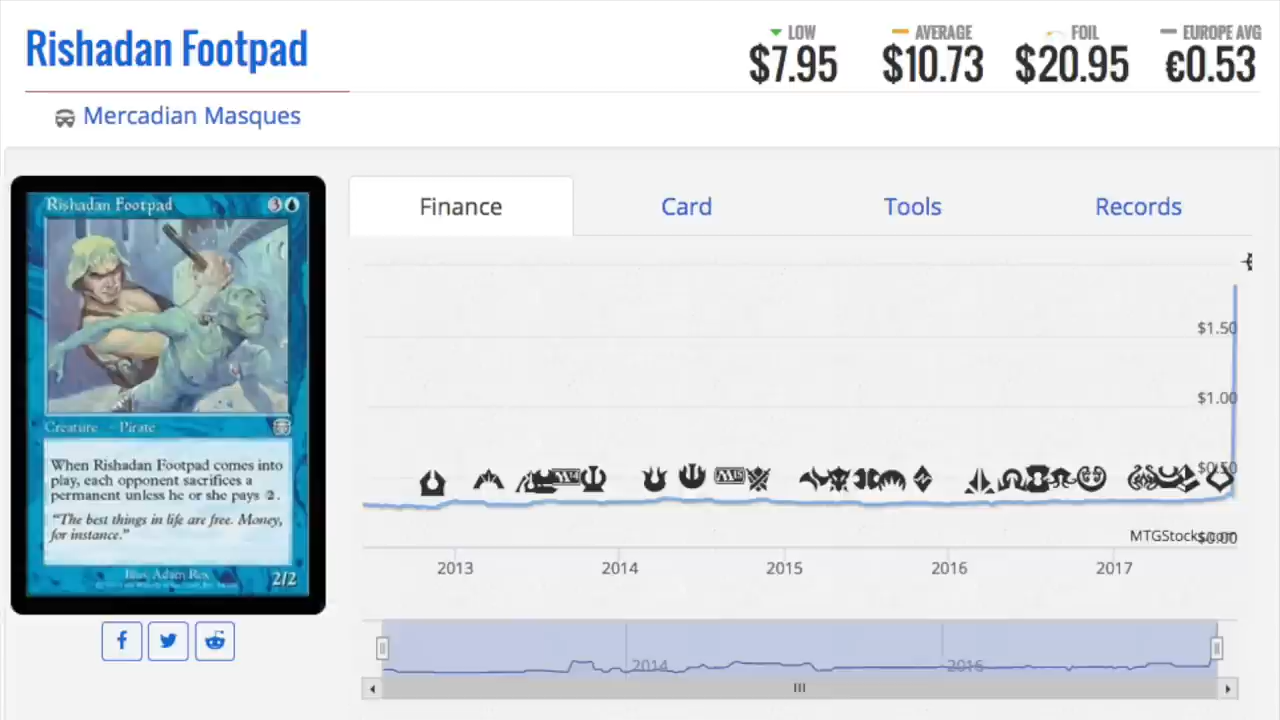 Rishadan Footpad
LOW
$7.95
AVERAGE
$10.73
FOIL
$20.95
EUROPE AVG
€0.53
Mercadian Masques
Rishadan Footpad 3
Creature — Pirate
When Rishadan Footpad comes into
play, each opponent sacrifices a
permanent unless he or she pays 2.
"The best things in life are free. Money,
for instance."
Illus. Adam Rex
2/2
Finance
Card
Tools
Records
$1.50
$1.00
$0.50
$0.00
MTGStocks.com
2013
2014
2015
2016
2017
2014
2016